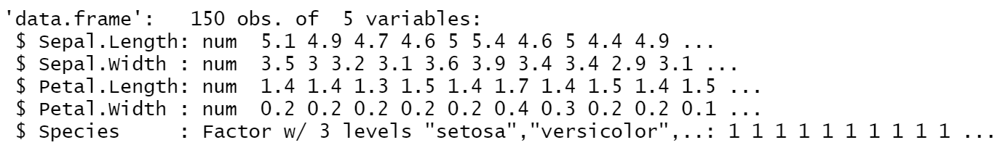 'data.frame':   150 obs. of  5 variables:
 $ Sepal.Length: num  5.1 4.9 4.7 4.6 5 5.4 4.6 5 4.4 4.9 ...
 $ Sepal.Width : num  3.5 3 3.2 3.1 3.6 3.9 3.4 3.4 2.9 3.1 ...
 $ Petal.Length: num  1.4 1.4 1.3 1.5 1.4 1.7 1.4 1.5 1.4 1.5 ...
 $ Petal.Width : num  0.2 0.2 0.2 0.2 0.2 0.4 0.3 0.2 0.2 0.1 ...
 $ Species     : Factor w/ 3 levels "setosa","versicolor",..: 1 1 1 1 1 1 1 1 1 1 ...